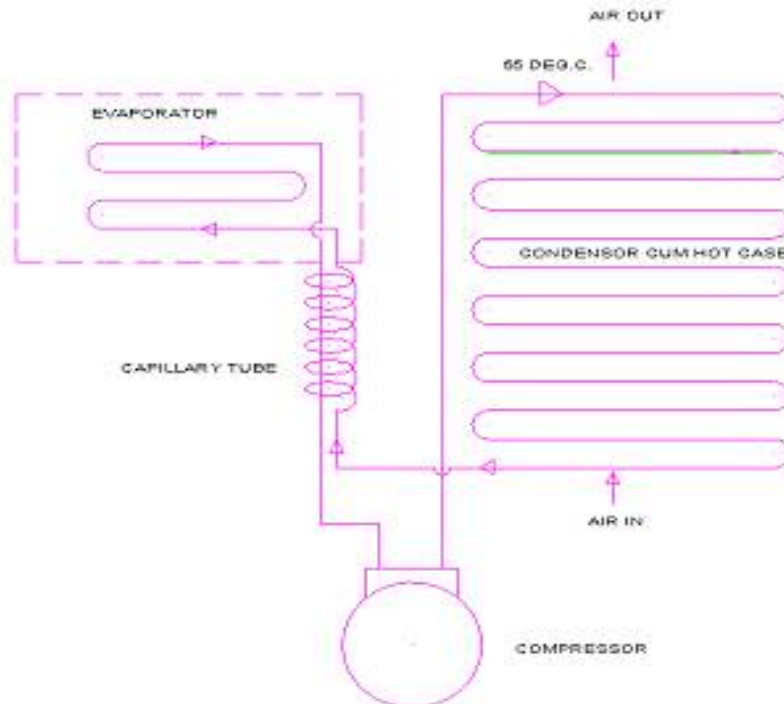 AIR OUT
65 DEG.C.
EVAPORATOR
CONDENSOR CUM HOT CASE
CAPILLARY TUBE
AIR IN
COMPRESSOR